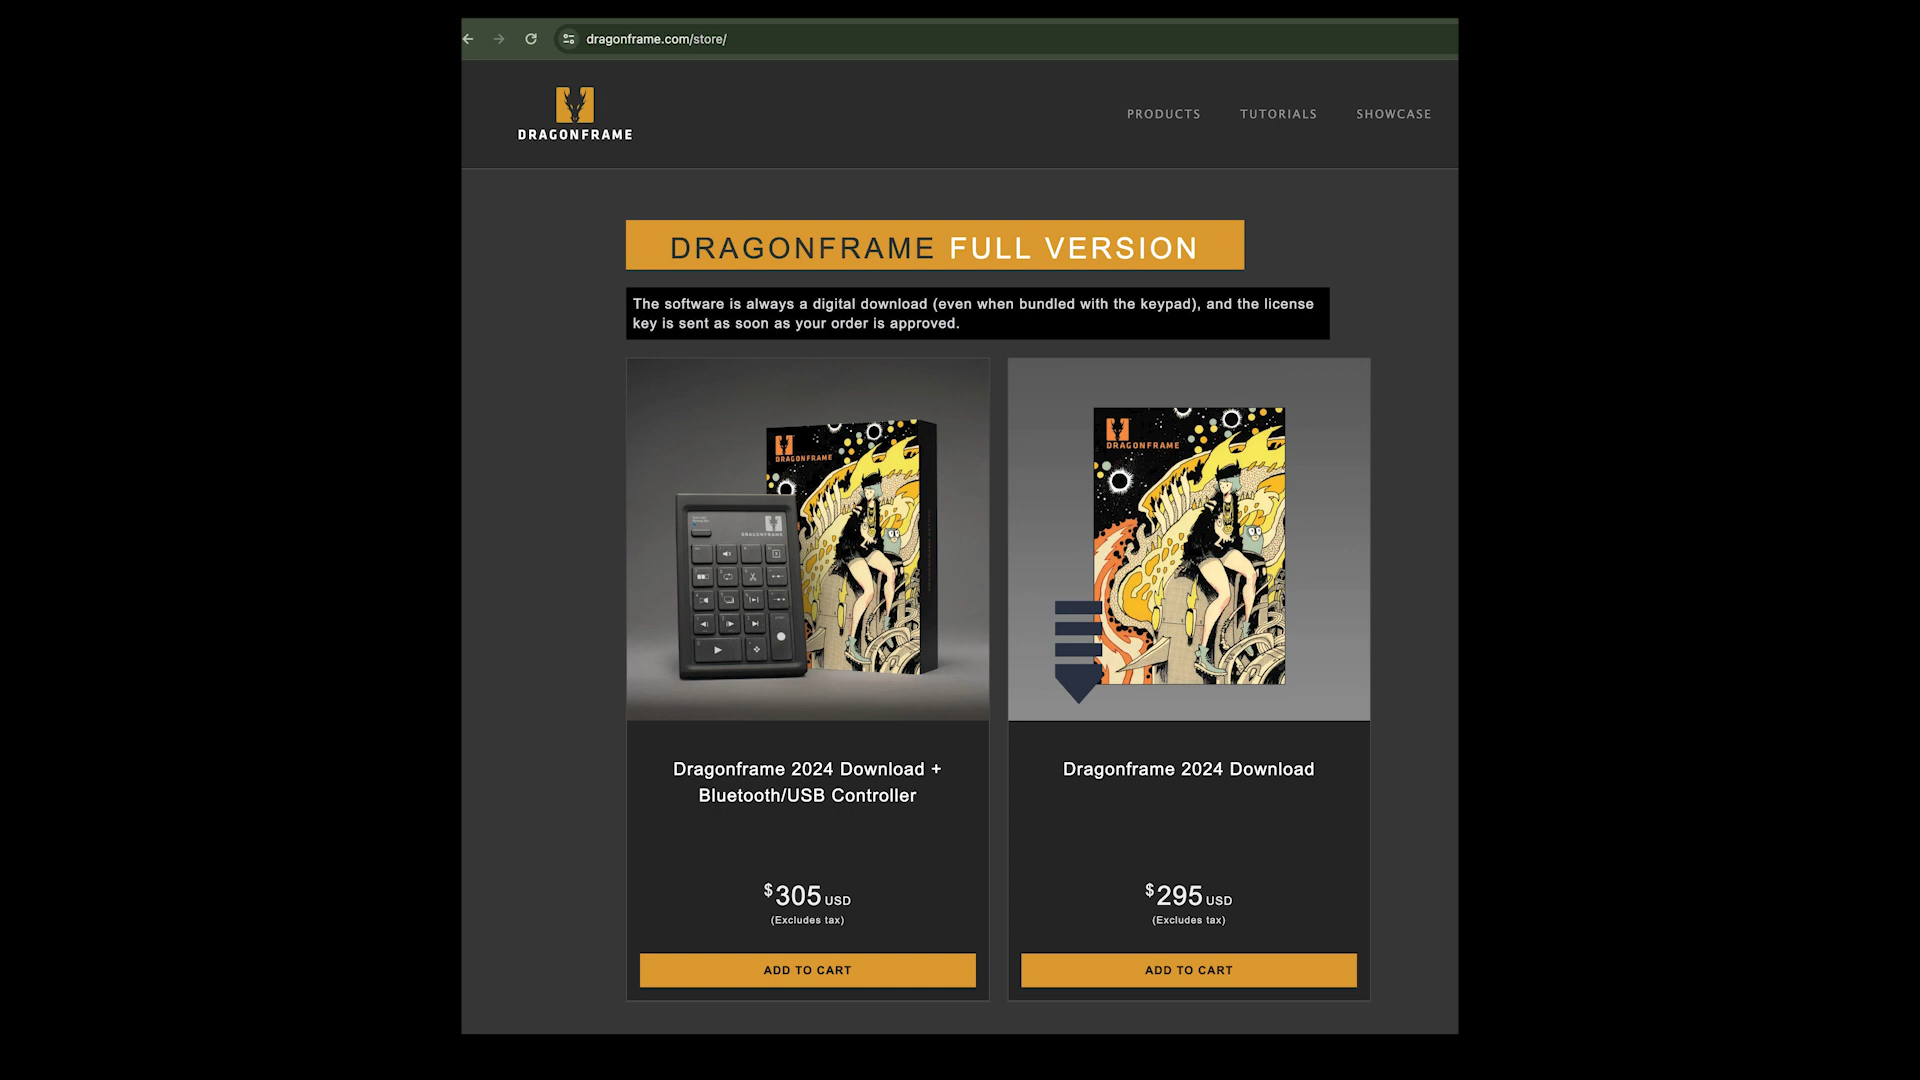 dragonframe.com/store/
DRAGONFRAME
PRODUCTS
TUTORIALS
SHOWCASE
DRAGONFRAME FULL VERSION
The software is always a digital download (even when bundled with the keypad), and the license
key is sent as soon as your order is approved.
DRAGONFRAME
DRAGONFRAME
DRAGONFRAME
Dragonframe 2024 Download +
Bluetooth/USB Controller
$305 USD
(Excludes tax)
ADD TO CART
Dragonframe 2024 Download
$295 USD
(Excludes tax)
ADD TO CART